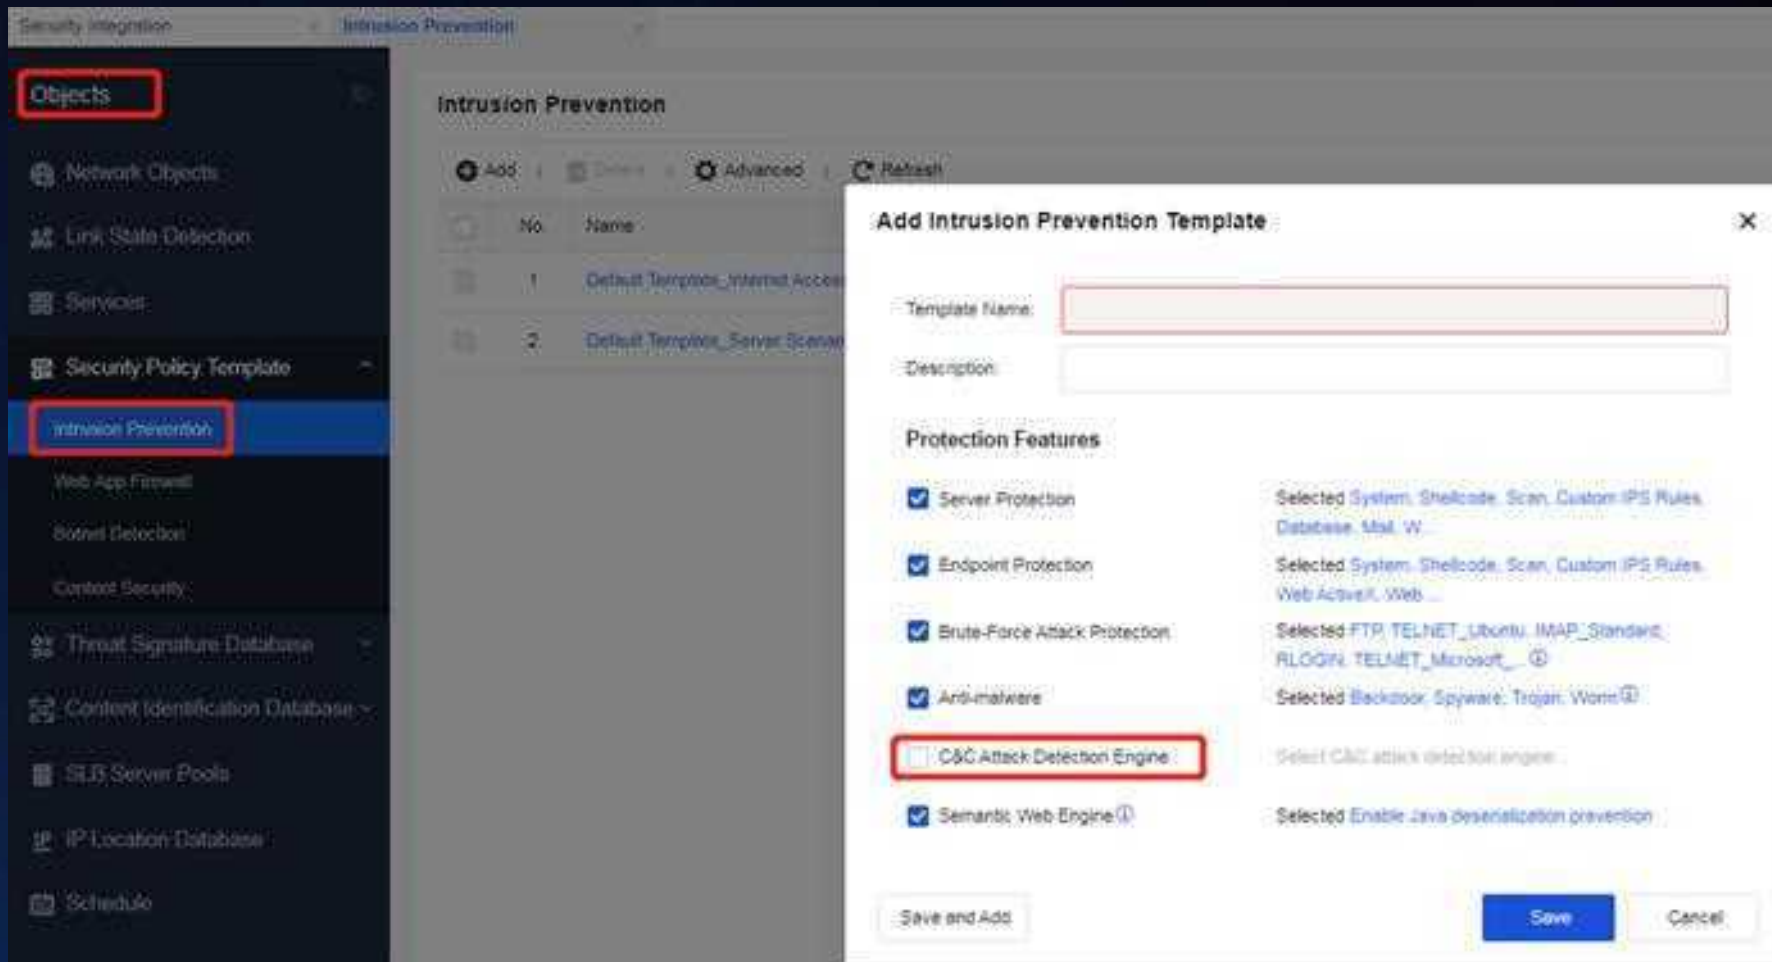 Security Integration
Intrusion Prevention
Objects
Network Objects
Link State Detection
Services
Security Policy Template
Intrusion Prevention
Web App Firewall
Botnet Detection
Content Security
Threat Signature Database
Content Identification Database
SLB Server Pools
IP Location Database
Schedule
Intrusion Prevention
Add
Delete
Advanced
Refresh
No.
Name
1
Default Template_Internet Access
2
Default Template_Server Scenar
Add Intrusion Prevention Template
Template Name:
Description:
Protection Features
Server Protection
Selected System, Shellcode, Scan, Custom IPS Rules,
Database, Mail, W...
Endpoint Protection
Selected System, Shellcode, Scan, Custom IPS Rules,
Web ActiveX, Web ...
Brute-Force Attack Protection
Selected FTP, TELNET_Ubuntu, IMAP_Standard,
RLOGIN, TELNET_Microsoft_...
Anti-malware
Selected Backdoor, Spyware, Trojan, Worm
C&C Attack Detection Engine
Select C&C attack detection engine
Semantic Web Engine
Selected Enable Java deserialization prevention
Save and Add
Save
Cancel